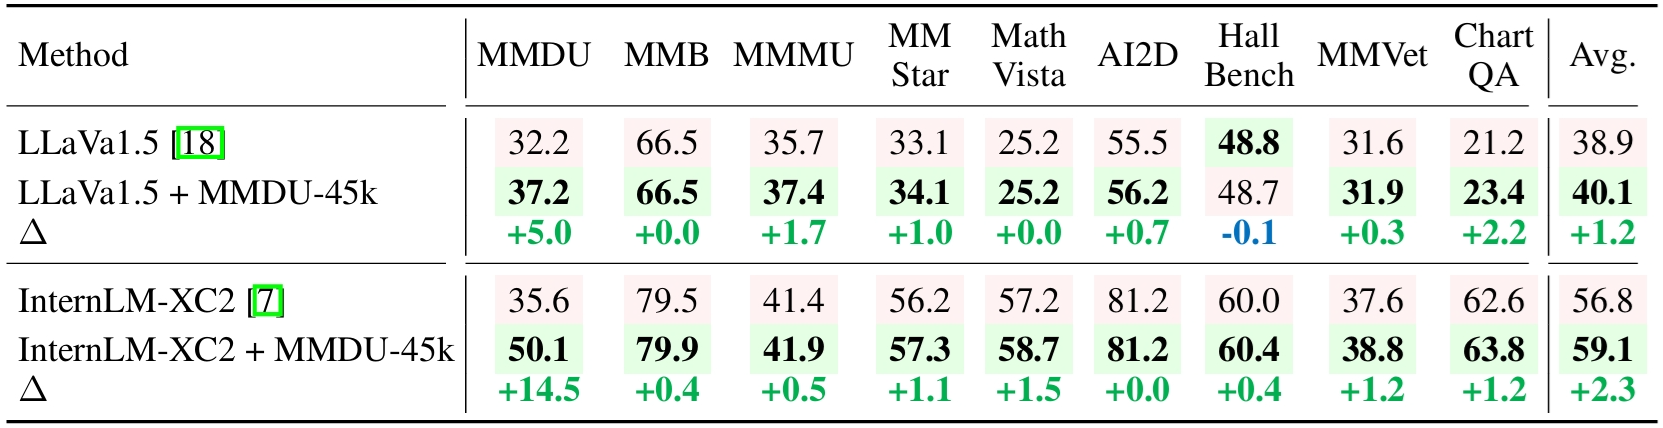 Method MMDU MMB MMMU MM Star Math Vista AI2D Hall Bench MMVet Chart QA Avg.
LLaVa1.5 [18] 32.2 66.5 35.7 33.1 25.2 55.5 48.8 31.6 21.2 38.9
LLaVa1.5 + MMDU-45k 37.2 66.5 37.4 34.1 25.2 56.2 48.7 31.9 23.4 40.1
Δ +5.0 +0.0 +1.7 +1.0 +0.0 +0.7 -0.1 +0.3 +2.2 +1.2
InternLM-XC2 [7] 35.6 79.5 41.4 56.2 57.2 81.2 60.0 37.6 62.6 56.8
InternLM-XC2 + MMDU-45k 50.1 79.9 41.9 57.3 58.7 81.2 60.4 38.8 63.8 59.1
Δ +14.5 +0.4 +0.5 +1.1 +1.5 +0.0 +0.4 +1.2 +1.2 +2.3